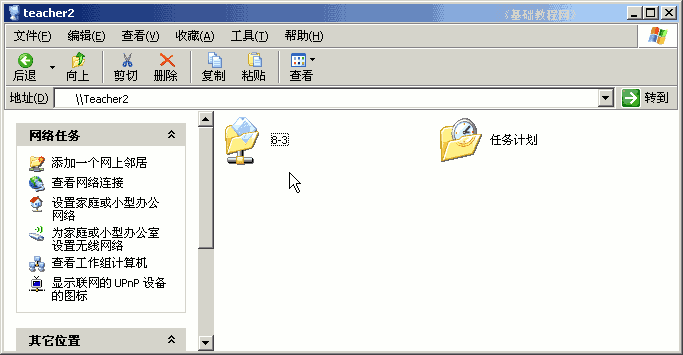 teacher2
《基础教程网》
文件(F) 编辑(E) 查看(V) 收藏(A) 工具(T) 帮助(H)
后退 向上 剪切 删除 复制 粘贴 查看
地址(D) \\Teacher2 转到
网络任务
添加一个网上邻居
查看网络连接
设置家庭或小型办公
网络
为家庭或小型办公室
设置无线网络
查看工作组计算机
显示联网的 UPnP 设备
的图标
其它位置
8-3
任务计划